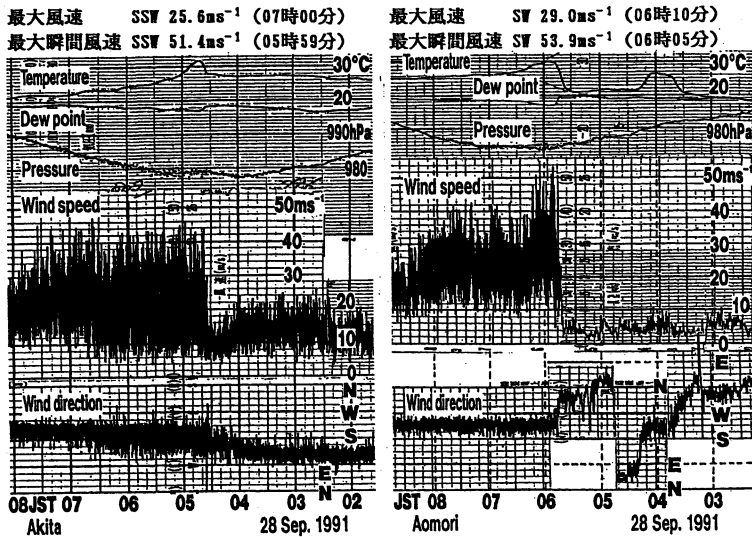 最大風速 SSW 25.6ms⁻¹ (07時00分)
最大瞬間風速 SSW 51.4ms⁻¹ (05時59分)
Temperature
30°C
20
Dew point
990hPa
Pressure
980
Wind speed
50ms⁻¹
40
30
20
10
0
Wind direction
N
W
S
E
N
08JST 07 06 05 04 03 02
Akita 28 Sep. 1991
最大風速 SW 29.0ms⁻¹ (06時10分)
最大瞬間風速 SW 53.9ms⁻¹ (06時05分)
Temperature
30°C
20
Dew point
Pressure
980hPa
Wind speed
50ms⁻¹
40
30
20
10
0
Wind direction
E
N
W
S
E
N
JST 08 07 06 05 04 03
Aomori 28 Sep. 1991